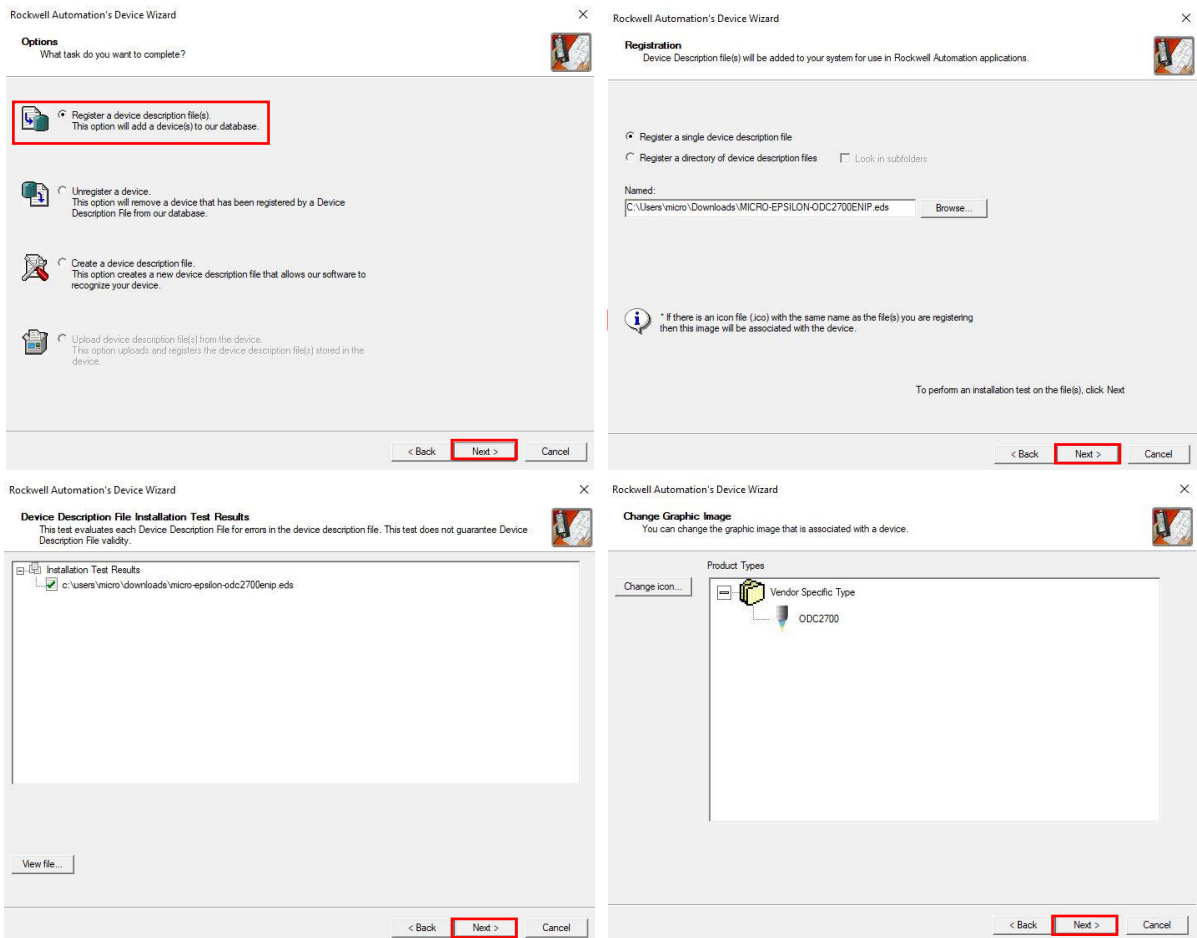 Rockwell Automation's Device Wizard
Options
What task do you want to complete?
Register a device description file(s).
This option will add a device(s) to our database.
Unregister a device.
This option will remove a device that has been registered by a Device
Description File from our database.
Create a device description file.
This option creates a new device description file that allows our software to
recognize your device.
Upload device description file(s) from the device.
This option uploads and registers the device description file(s) stored in the
device.
< Back Next > Cancel
Rockwell Automation's Device Wizard
Registration
Device Description file(s) will be added to your system for use in Rockwell Automation applications.
Register a single device description file
Register a directory of device description files Look in subfolders
Named:
C:\Users\micro\Downloads\MICRO-EPSILON-ODC2700ENIP.eds Browse...
* If there is an icon file (.ico) with the same name as the file(s) you are registering
then this image will be associated with the device.
To perform an installation test on the file(s), click Next
< Back Next > Cancel
Rockwell Automation's Device Wizard
Device Description File Installation Test Results
This test evaluates each Device Description File for errors in the device description file. This test does not guarantee Device
Description File validity.
Installation Test Results
c:\users\micro\downloads\micro-epsilon-odc2700enip.eds
View file...
< Back Next > Cancel
Rockwell Automation's Device Wizard
Change Graphic Image
You can change the graphic image that is associated with a device.
Product Types
Change icon...
Vendor Specific Type
ODC2700
< Back Next > Cancel